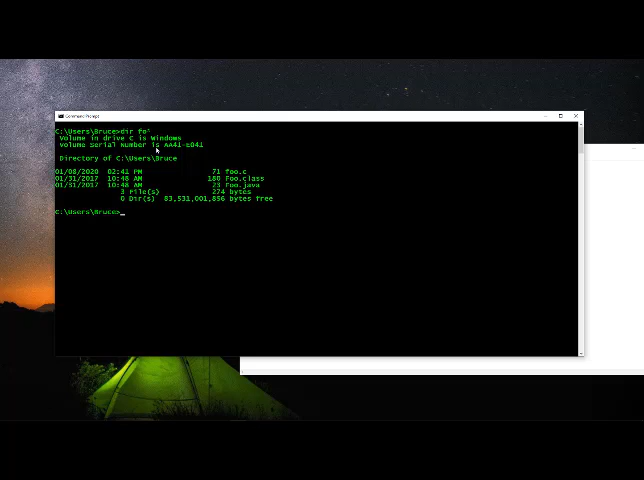 Command Prompt
C:\Users\Bruce>dir fo*
Volume in drive C is Windows
Volume Serial Number is AA41-E041
Directory of C:\Users\Bruce
01/08/2020 02:41 PM 71 foo.c
01/31/2017 10:48 AM 180 Foo.class
01/31/2017 10:48 AM 23 Foo.java
3 File(s) 274 bytes
0 Dir(s) 83,531,001,856 bytes free
C:\Users\Bruce>_